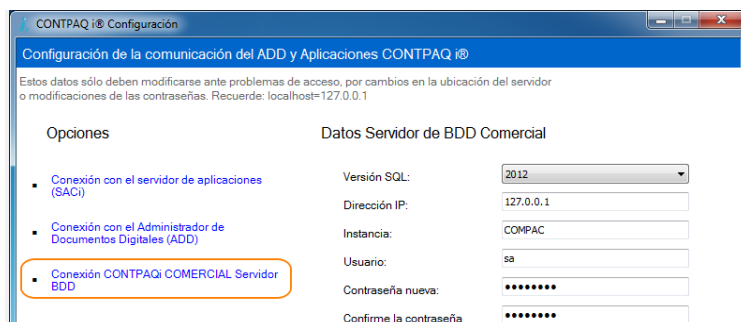 CONTPAQ i® Configuración
Configuración de la comunicación del ADD y Aplicaciones CONTPAQ i®
Estos datos sólo deben modificarse ante problemas de acceso, por cambios en la ubicación del servidor
o modificaciones de las contraseñas. Recuerde: localhost=127.0.0.1
Opciones
Conexión con el servidor de aplicaciones
(SACi)
Conexión con el Administrador de
Documentos Digitales (ADD)
Conexión CONTPAQi COMERCIAL Servidor
BDD
Datos Servidor de BDD Comercial
Versión SQL: 2012
Dirección IP: 127.0.0.1
Instancia: COMPAC
Usuario: sa
Contraseña nueva: ••••••••
Confirme la contraseña ••••••••